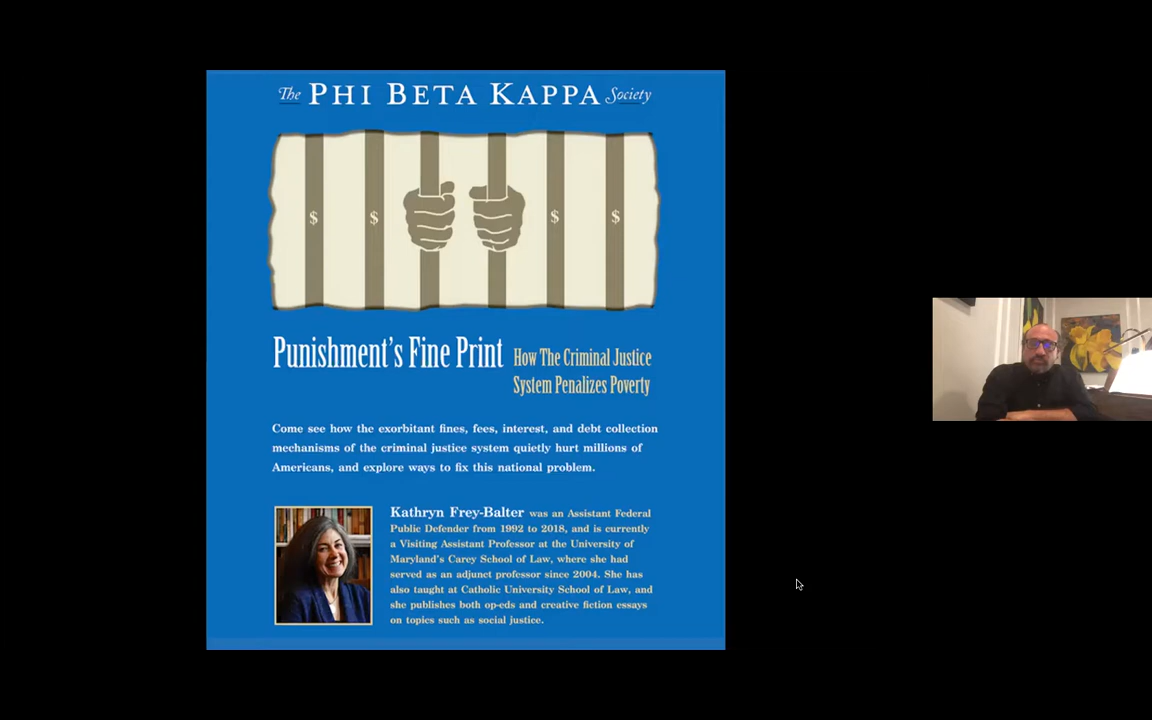 The PHI BETA KAPPA Society
$ $ $ $
Punishment's Fine Print
How The Criminal Justice
System Penalizes Poverty
Come see how the exorbitant fines, fees, interest, and debt collection
mechanisms of the criminal justice system quietly hurt millions of
Americans, and explore ways to fix this national problem.
Kathryn Frey-Balter was an Assistant Federal
Public Defender from 1992 to 2018, and is currently
a Visiting Assistant Professor at the University of
Maryland's Carey School of Law, where she had
served as an adjunct professor since 2004. She has
also taught at Catholic University School of Law, and
she publishes both op-eds and creative fiction essays
on topics such as social justice.